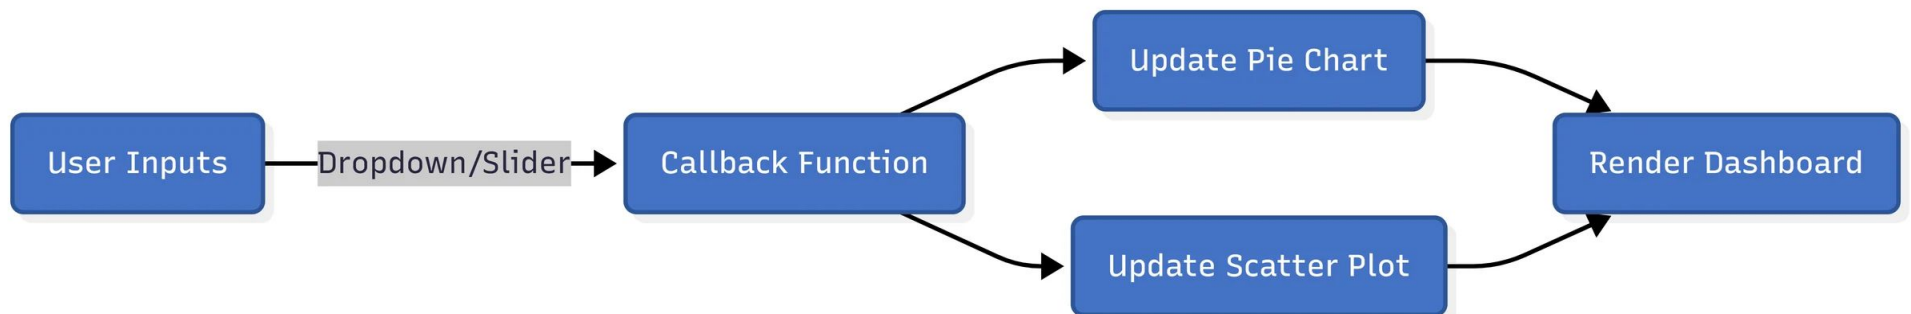 User Inputs
Dropdown/Slider
Callback Function
Update Pie Chart
Update Scatter Plot
Render Dashboard